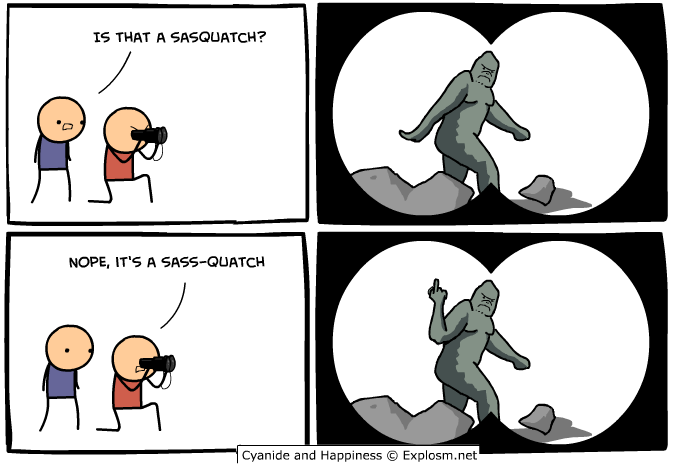 IS THAT A SASQUATCH?
NOPE, IT'S A SASS-QUATCH
Cyanide and Happiness © Explosm.net